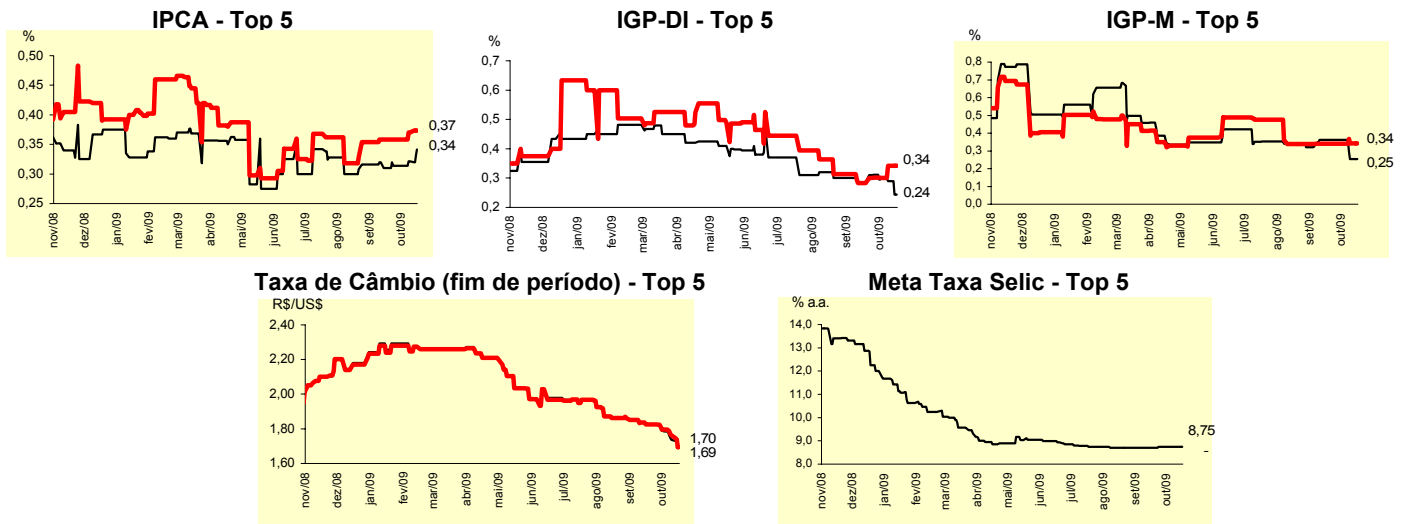 IPCA - Top 5
%
0,50
0,45
0,40
0,35
0,30
0,25
0,37
0,34
nov/08
dez/08
jan/09
fev/09
mar/09
abr/09
mai/09
jun/09
jul/09
ago/09
set/09
out/09
IGP-DI - Top 5
%
0,7
0,6
0,5
0,4
0,3
0,2
0,34
0,24
nov/08
dez/08
jan/09
fev/09
mar/09
abr/09
mai/09
jun/09
jul/09
ago/09
set/09
out/09
IGP-M - Top 5
%
0,8
0,7
0,6
0,5
0,4
0,3
0,2
0,1
0,0
0,34
0,25
nov/08
dez/08
jan/09
fev/09
mar/09
abr/09
mai/09
jun/09
jul/09
ago/09
set/09
out/09
Taxa de Câmbio (fim de período) - Top 5
R$/US$
2,40
2,20
2,00
1,80
1,60
1,70
1,69
nov/08
dez/08
jan/09
fev/09
mar/09
abr/09
mai/09
jun/09
jul/09
ago/09
set/09
out/09
Meta Taxa Selic - Top 5
% a.a.
14,0
13,0
12,0
11,0
10,0
9,0
8,0
8,75
-
nov/08
dez/08
jan/09
fev/09
mar/09
abr/09
mai/09
jun/09
jul/09
ago/09
set/09
out/09